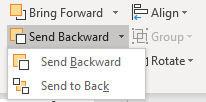 Bring Forward
Align
Send Backward
Group
Send Backward
Rotate
Send to Back